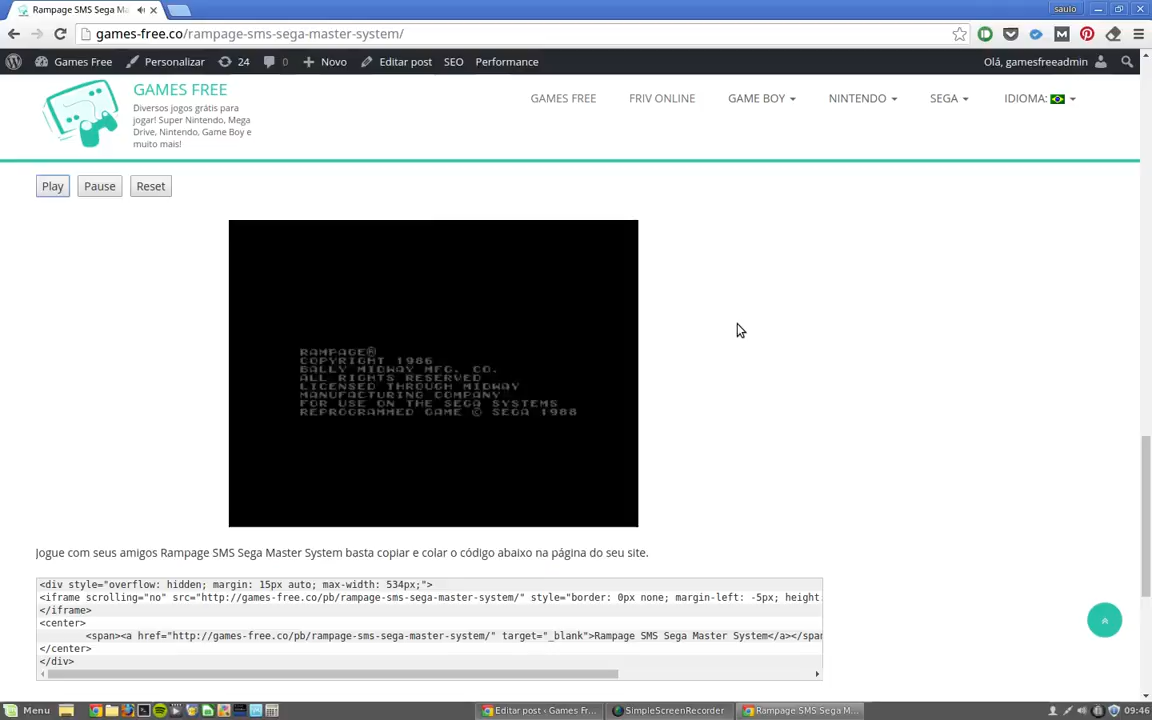 Rampage SMS Sega Ma
saulo
games-free.co/rampage-sms-sega-master-system/
Games Free
Personalizar
24
0
Novo
Editar post
SEO
Performance
Olá, gamesfreeadmin
GAMES FREE
Diversos jogos grátis para
jogar! Super Nintendo, Mega
Drive, Nintendo, Game Boy e
muito mais!
GAMES FREE
FRIV ONLINE
GAME BOY
NINTENDO
SEGA
IDIOMA:
Play
Pause
Reset
RAMPAGE®
COPYRIGHT 1986
BALLY MIDWAY MFG. CO.
ALL RIGHTS RESERVED
LICENSED THROUGH MIDWAY
MANUFACTURING COMPANY
FOR USE ON THE SEGA SYSTEMS
REPROGRAMMED GAME © SEGA 1988
Jogue com seus amigos Rampage SMS Sega Master System basta copiar e colar o código abaixo na página do seu site.
<div style="overflow: hidden; margin: 15px auto; max-width: 534px;">
<iframe scrolling="no" src="http://games-free.co/pb/rampage-sms-sega-master-system/" style="border: 0px none; margin-left: -5px; height:
</iframe>
<center>
<span><a href="http://games-free.co/pb/rampage-sms-sega-master-system/" target="_blank">Rampage SMS Sega Master System</a></span
</center>
</div>
Menu
Editar post ‹ Games Fr...
SimpleScreenRecorder
Rampage SMS Sega M...
09:46